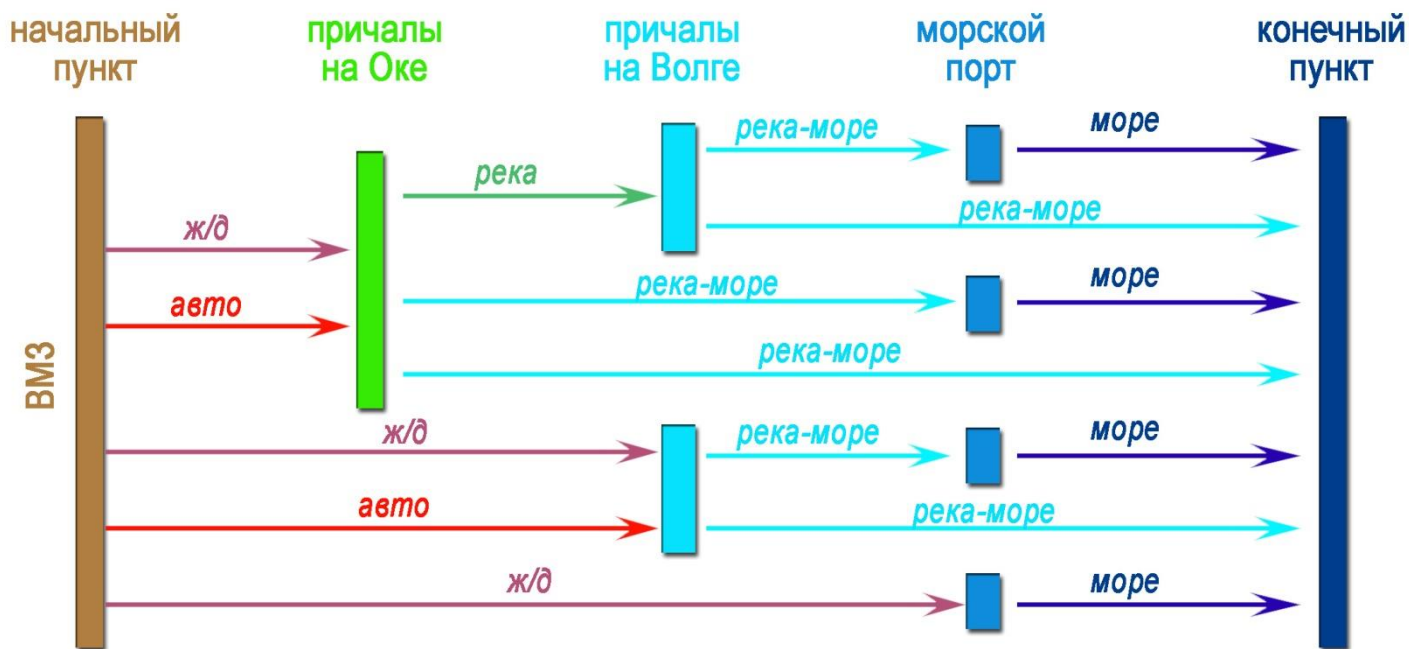 начальный
пункт
причалы
на Оке
причалы
на Волге
морской
порт
конечный
пункт
река-море
море
река
река-море
ж/д
река-море
море
авто
река-море
ВМЗ
ж/д
река-море
море
авто
река-море
ж/д
море